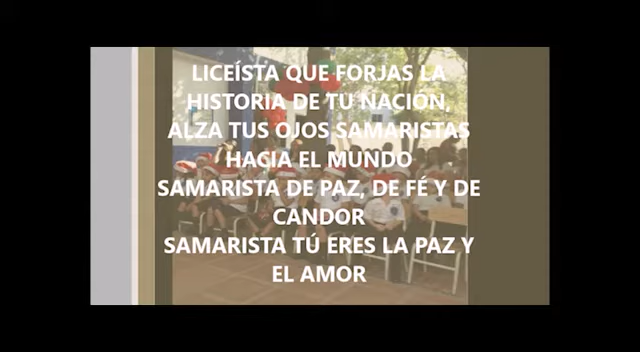 LICEÍSTA QUE FORJAS LA
HISTORIA DE TU NACIÓN,
ALZA TUS OJOS SAMARISTAS
HACIA EL MUNDO
SAMARISTA DE PAZ, DE FÉ Y DE
CANDOR
SAMARISTA TÚ ERES LA PAZ Y
EL AMOR